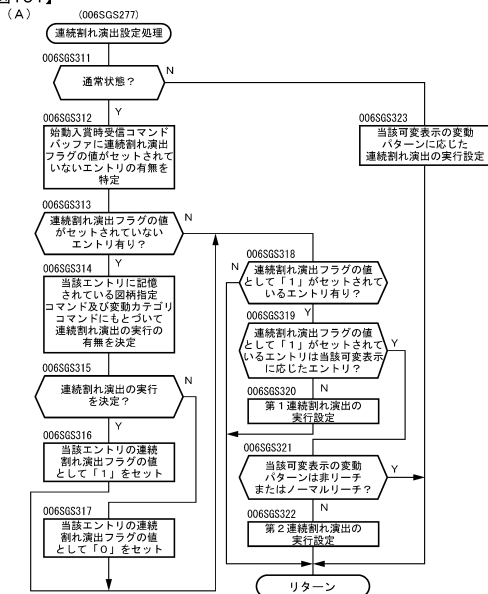 （A）
（006SGS277）
連続割れ演出設定処理
006SGS311
通常状態？
N
Y
006SGS312
始動入賞時受信コマンド
バッファに連続割れ演出
フラグの値がセットされて
いないエントリの有無を
特定
006SGS323
当該可変表示の変動
パターンに応じた
連続割れ演出の実行設定
006SGS313
連続割れ演出フラグの値
がセットされていない
エントリ有り？
N
Y
006SGS314
当該エントリに記憶
されている図柄指定
コマンド及び変動カテゴリ
コマンドにもとづいて
連続割れ演出の実行の
有無を決定
006SGS315
連続割れ演出の実行
を決定？
N
Y
006SGS316
当該エントリの連続
割れ演出フラグの値
として「1」をセット
006SGS317
当該エントリの連続
割れ演出フラグの値
として「0」をセット
006SGS318
連続割れ演出フラグの値
として「1」がセットされて
いるエントリ有り？
N
Y
006SGS319
連続割れ演出フラグの値
として「1」がセットされて
いるエントリは当該可変表示
に応じたエントリ？
Y
N
006SGS320
第1連続割れ演出の
実行設定
006SGS321
当該可変表示の変動
パターンは非リーチ
またはノーマルリーチ？
Y
N
006SGS322
第2連続割れ演出の
実行設定
リターン